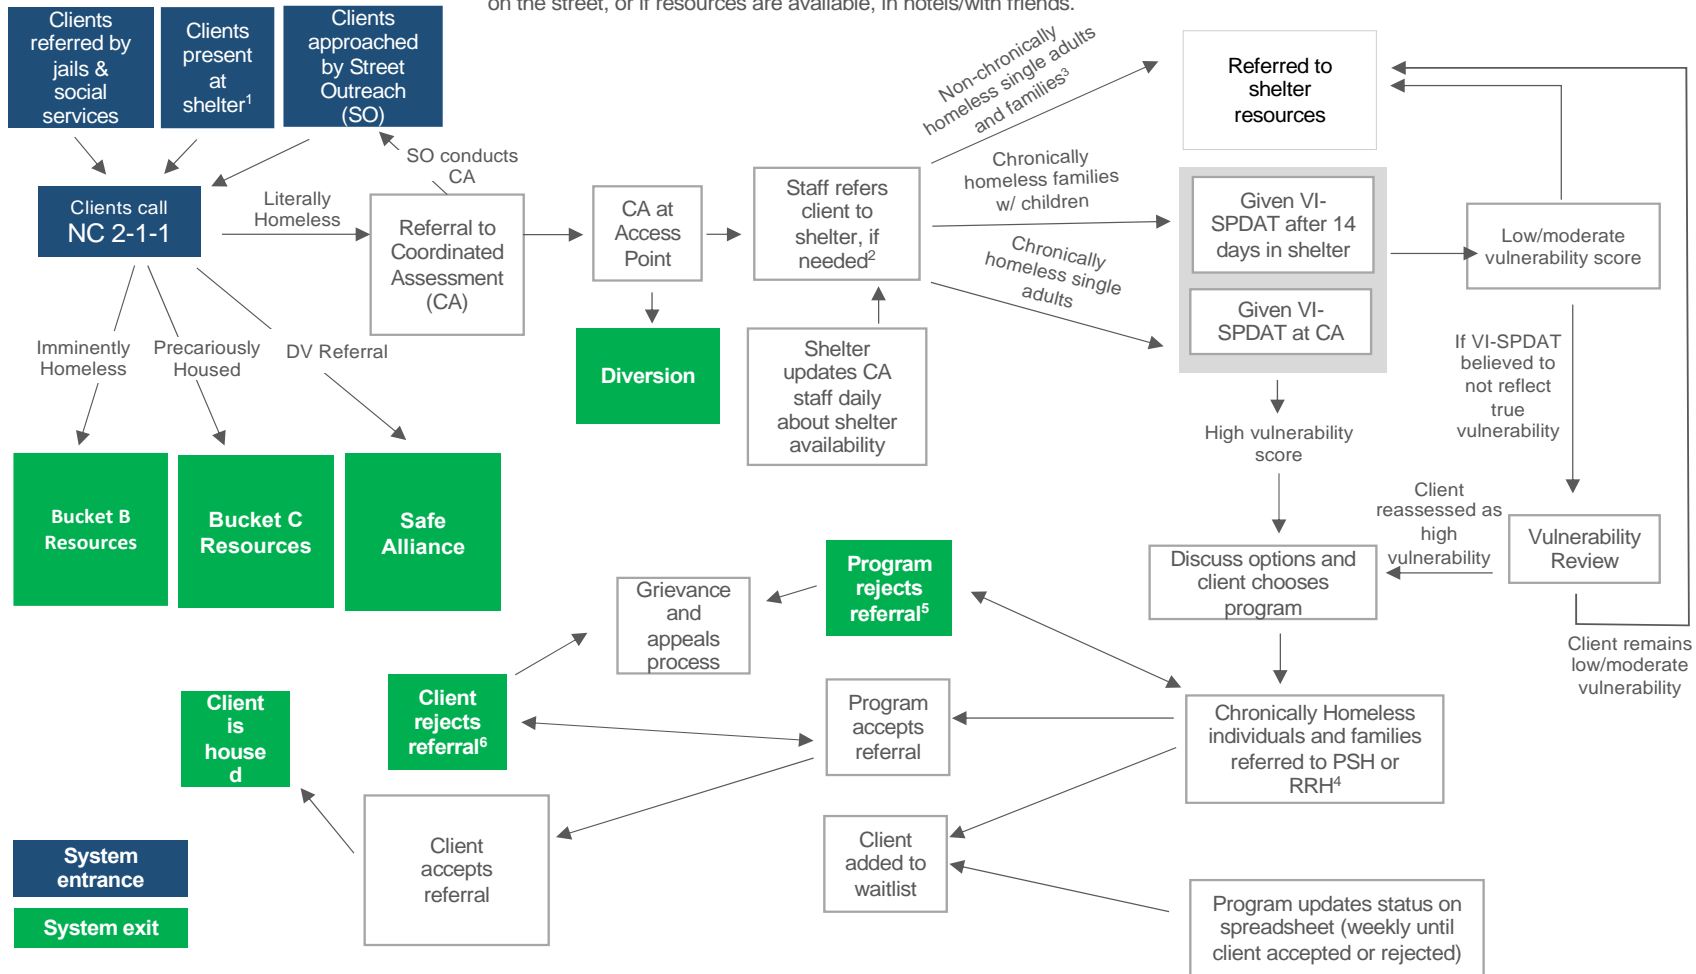 on the street, or if resources are available, in hotels/with friends.
Clients
referred by
jails &
social
services
Clients
present
at
shelter1
Clients
approached
by Street
Outreach
(SO)
SO conducts
CA
Clients call
NC 2-1-1
Literally
Homeless
Referral to
Coordinated
Assessment
(CA)
CA at
Access
Point
Staff refers
client to
shelter, if
needed2
Non-chronically
homeless single adults
and families3
Chronically
homeless families
w/ children
Chronically
homeless single
adults
Referred to
shelter
resources
Given VI-
SPDAT after 14
days in shelter
Given VI-
SPDAT at CA
Low/moderate
vulnerability score
Imminently
Homeless
Precariously
Housed
DV Referral
Diversion
Shelter
updates CA
staff daily
about shelter
availability
If VI-SPDAT
believed to
not reflect
true
vulnerability
High vulnerability
score
Bucket B
Resources
Bucket C
Resources
Safe
Alliance
Client
reassessed as
high
vulnerability
Vulnerability
Review
Discuss options and
client chooses
program
Program
rejects
referral5
Grievance
and
appeals
process
Client remains
low/moderate
vulnerability
Client
is
house
d
Client
rejects
referral6
Program
accepts
referral
Chronically Homeless
individuals and families
referred to PSH or
RRH4
Client
accepts
referral
Client
added to
waitlist
Program updates status on
spreadsheet (weekly until
client accepted or rejected)
System
entrance
System exit